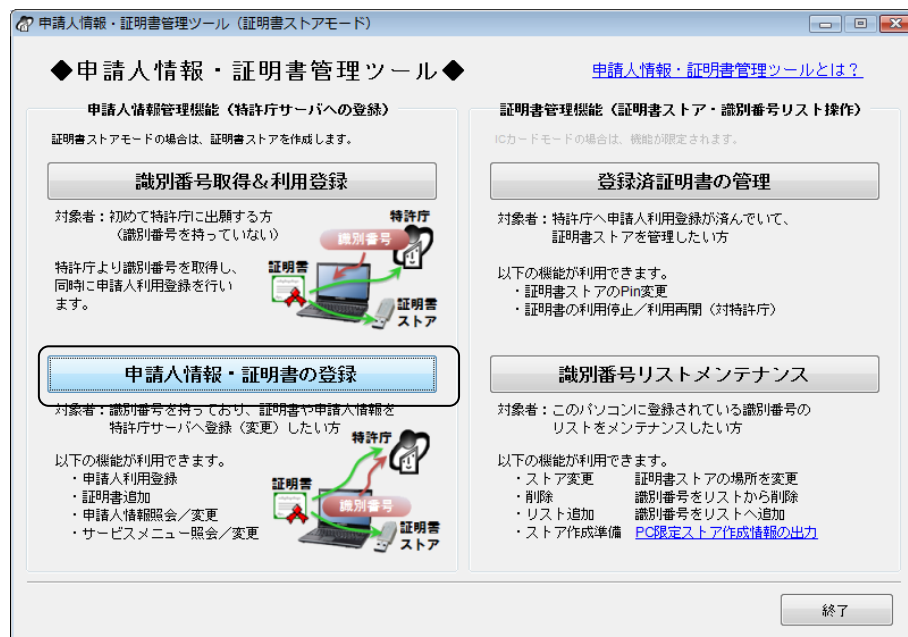 申請人情報・証明書管理ツール（証明書ストアモード）
◆申請人情報・証明書管理ツール◆
申請人情報・証明書管理ツールとは？
申請人情報管理機能（特許庁サーバへの登録）
証明書ストアモードの場合は、証明書ストアを作成します。
識別番号取得＆利用登録
対象者：初めて特許庁に出願する方
（識別番号を持っていない）
特許庁より識別番号を取得し、
同時に申請人利用登録を行い
ます。
特許庁
識別番号
証明書
証明書
ストア
申請人情報・証明書の登録
対象者：識別番号を持っており、証明書や申請人情報を
特許庁サーバへ登録（変更）したい方
以下の機能が利用できます。
・申請人利用登録
・証明書追加
・申請人情報照会／変更
・サービスメニュー照会／変更
特許庁
証明書
識別番号
証明書
ストア
証明書管理機能（証明書ストア・識別番号リスト操作）
ICカードモードの場合は、機能が限定されます。
登録済証明書の管理
対象者：特許庁へ申請人利用登録が済んでいて、
証明書ストアを管理したい方
以下の機能が利用できます。
・証明書ストアのPin変更
・証明書の利用停止／利用再開（対特許庁）
識別番号リストメンテナンス
対象者：このパソコンに登録されている識別番号の
リストをメンテナンスしたい方
以下の機能が利用できます。
・ストア変更 証明書ストアの場所を変更
・削除 識別番号をリストから削除
・リスト追加 識別番号をリストへ追加
・ストア作成準備 PC限定ストア作成情報の出力
終了